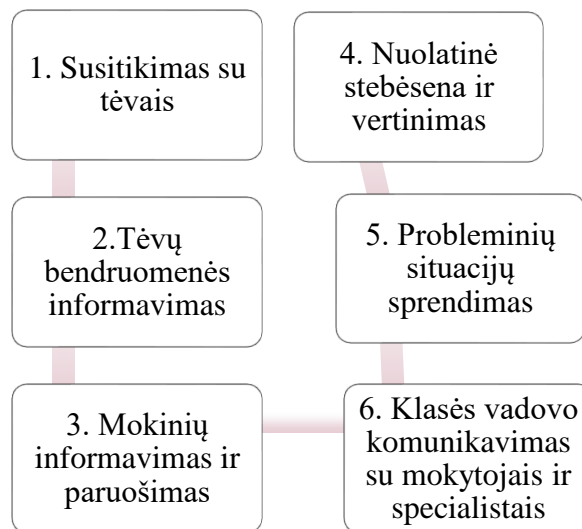 1. Susitikimas su
tėvais
2.Tėvų
bendruomenės
informavimas
3. Mokinių
informavimas ir
paruošimas
4. Nuolatinė
stebėsena ir
vertinimas
5. Probleminių
situacijų
sprendimas
6. Klasės vadovo
komunikavimas
su mokytojais ir
specialistais